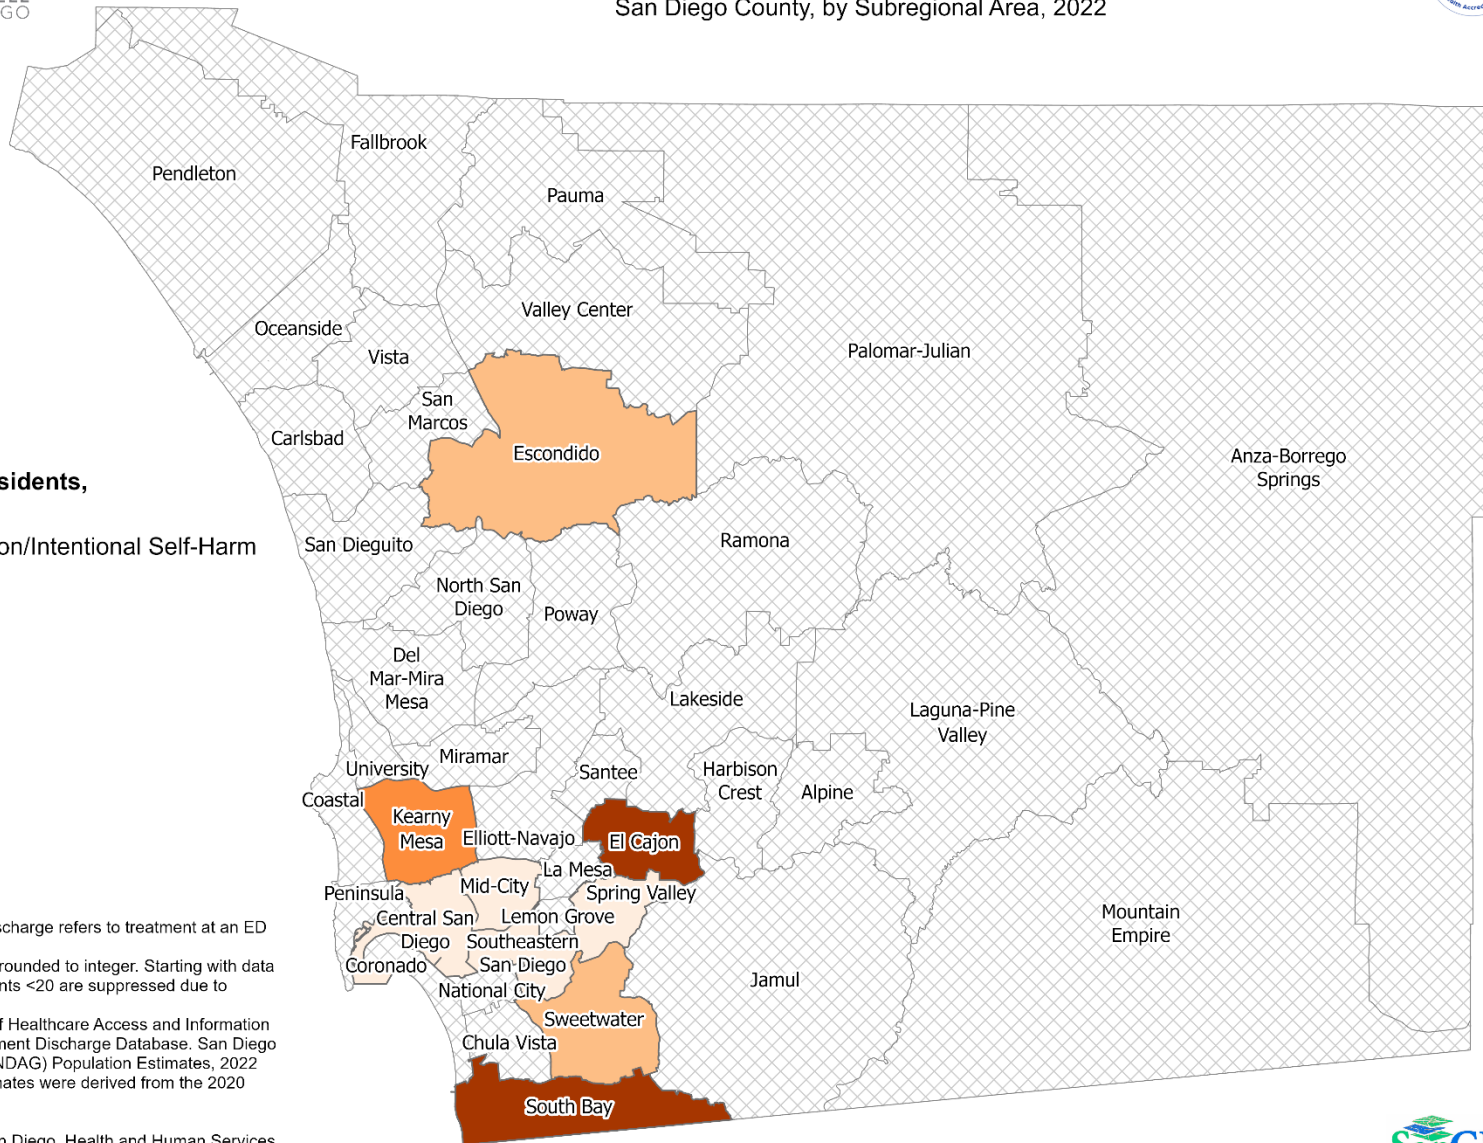 GO
San Diego County, by Subregional Area, 2022
Fallbrook
Pendleton
Pauma
Valley Center
Oceanside
Vista
Palomar-Julian
San
Marcos
Carlsbad
Escondido
Anza-Borrego
Springs
sidents,
on/Intentional Self-Harm
San Dieguito
Ramona
North San
Diego
Poway
Del
Mar-Mira
Mesa
Lakeside
Laguna-Pine
Valley
Miramar
University
Santee
Harbison
Crest
Alpine
Coastal
Kearny
Mesa
Elliott-Navajo
El Cajon
La Mesa
Mid-City
Peninsula
Spring Valley
Central San
Diego
Lemon Grove
Southeastern
San Diego
Coronado
National City
Mountain
Empire
Jamul
Sweetwater
Chula Vista
South Bay
scharge refers to treatment at an ED
rounded to integer. Starting with data
nts <20 are suppressed due to
f Healthcare Access and Information
ment Discharge Database. San Diego
NDAG) Population Estimates, 2022
mates were derived from the 2020
n Diego, Health and Human Services